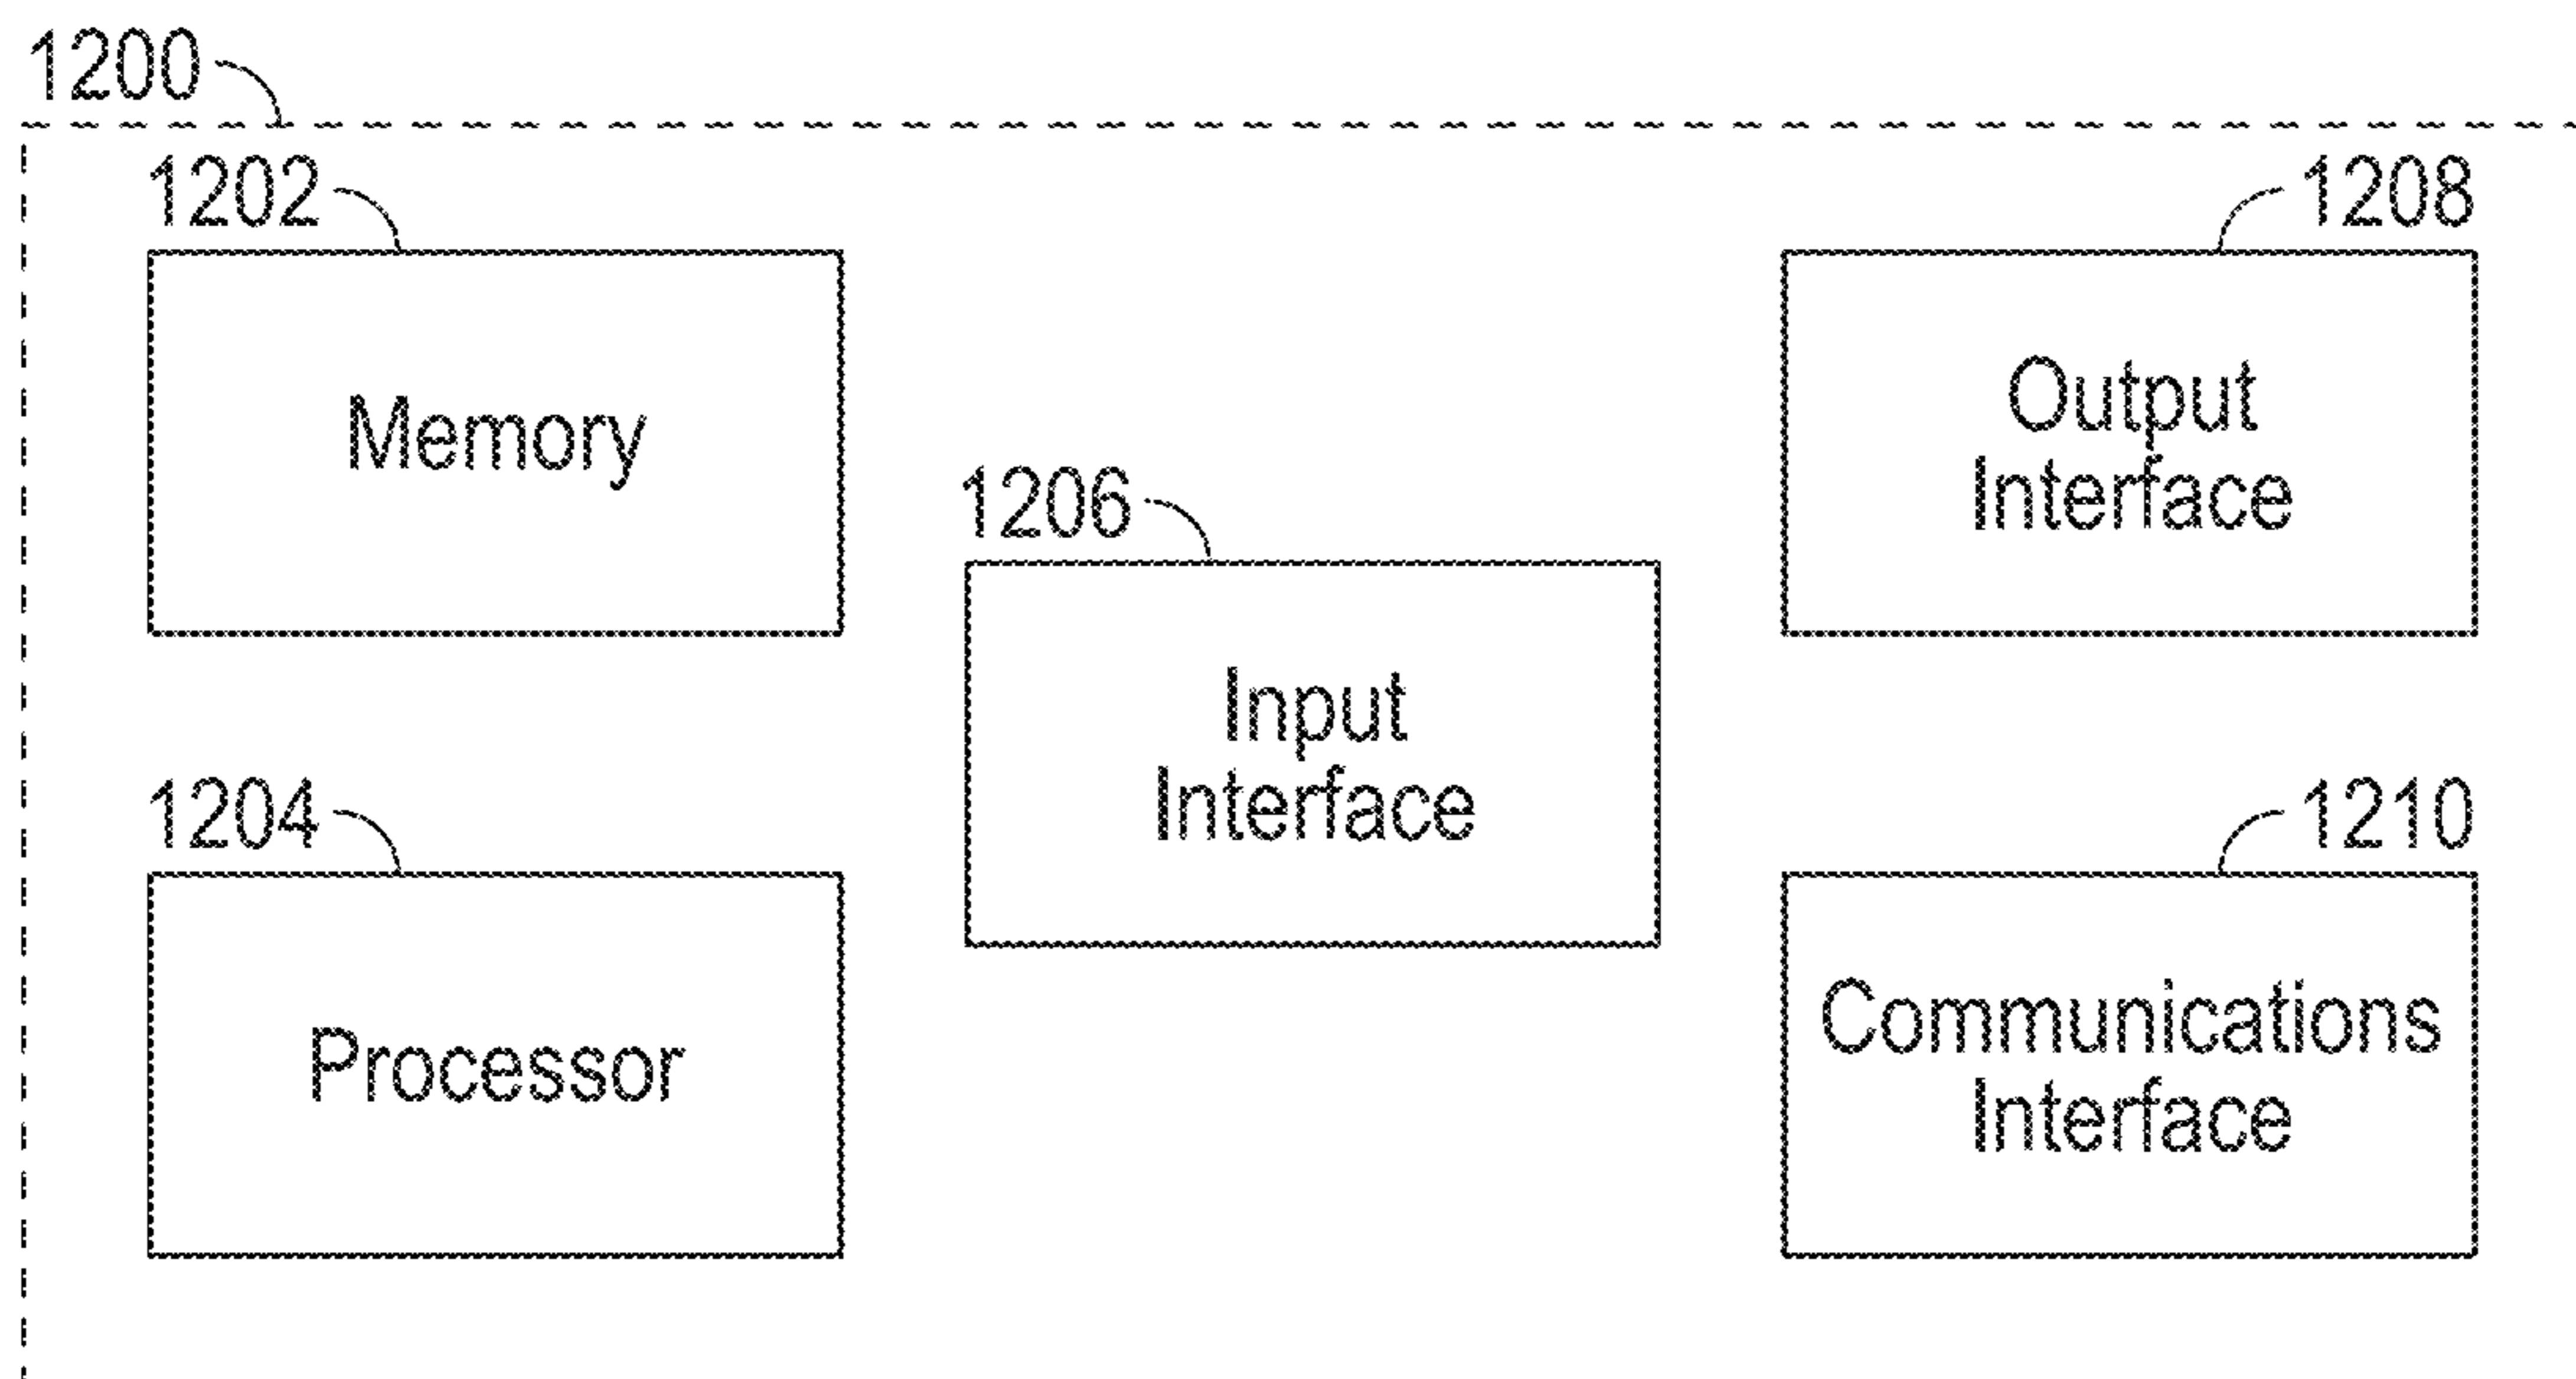 1200
1202
Memory
1204
Processor
1206
Input
Interface
1208
Output
Interface
1210
Communications
Interface